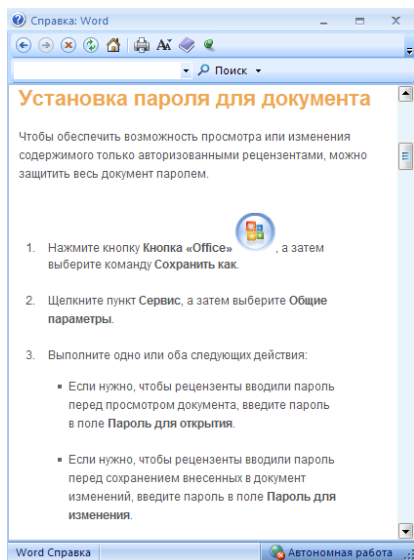 Справка: Word
Поиск
Установка пароля для документа
Чтобы обеспечить возможность просмотра или изменения
содержимого только авторизованными рецензентами, можно
защитить весь документ паролем.
1. Нажмите кнопку Кнопка «Office» , а затем
выберите команду Сохранить как.
2. Щелкните пункт Сервис, а затем выберите Общие
параметры.
3. Выполните одно или оба следующих действия:
▪ Если нужно, чтобы рецензенты вводили пароль
перед просмотром документа, введите пароль
в поле Пароль для открытия.
▪ Если нужно, чтобы рецензенты вводили пароль
перед сохранением внесенных в документ
изменений, введите пароль в поле Пароль для
изменения.
Word Справка
Автономная работа